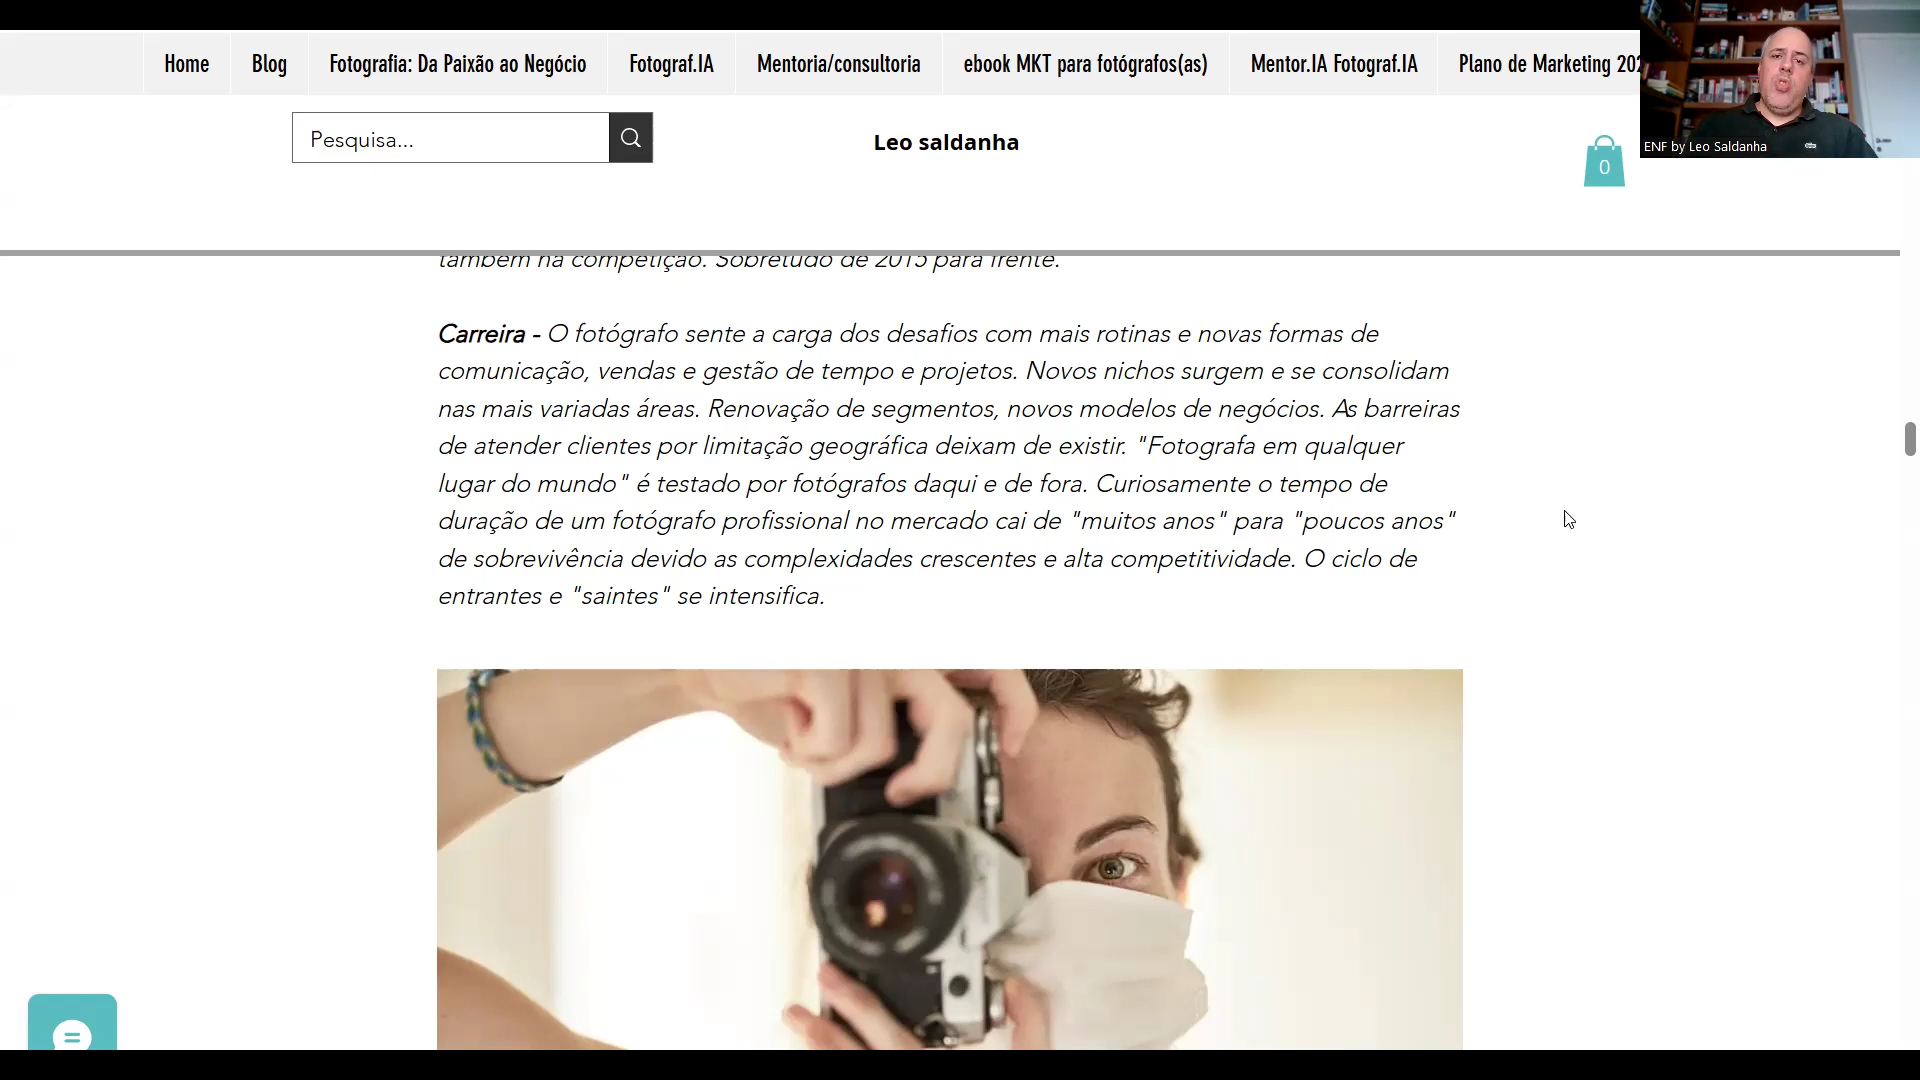 Home Blog Fotografia: Da Paixão ao Negócio Fotograf.IA Mentoria/consultoria ebook MKT para fotógrafos(as) Mentor.IA Fotograf.IA Plano de Marketing 202
Pesquisa...
Leo saldanha
0
ENF by Leo Saldanha
também na competição. Sobretudo de 2015 para frente.
Carreira - O fotógrafo sente a carga dos desafios com mais rotinas e novas formas de
comunicação, vendas e gestão de tempo e projetos. Novos nichos surgem e se consolidam
nas mais variadas áreas. Renovação de segmentos, novos modelos de negócios. As barreiras
de atender clientes por limitação geográfica deixam de existir. "Fotografa em qualquer
lugar do mundo" é testado por fotógrafos daqui e de fora. Curiosamente o tempo de
duração de um fotógrafo profissional no mercado cai de "muitos anos" para "poucos anos"
de sobrevivência devido as complexidades crescentes e alta competitividade. O ciclo de
entrantes e "saintes" se intensifica.